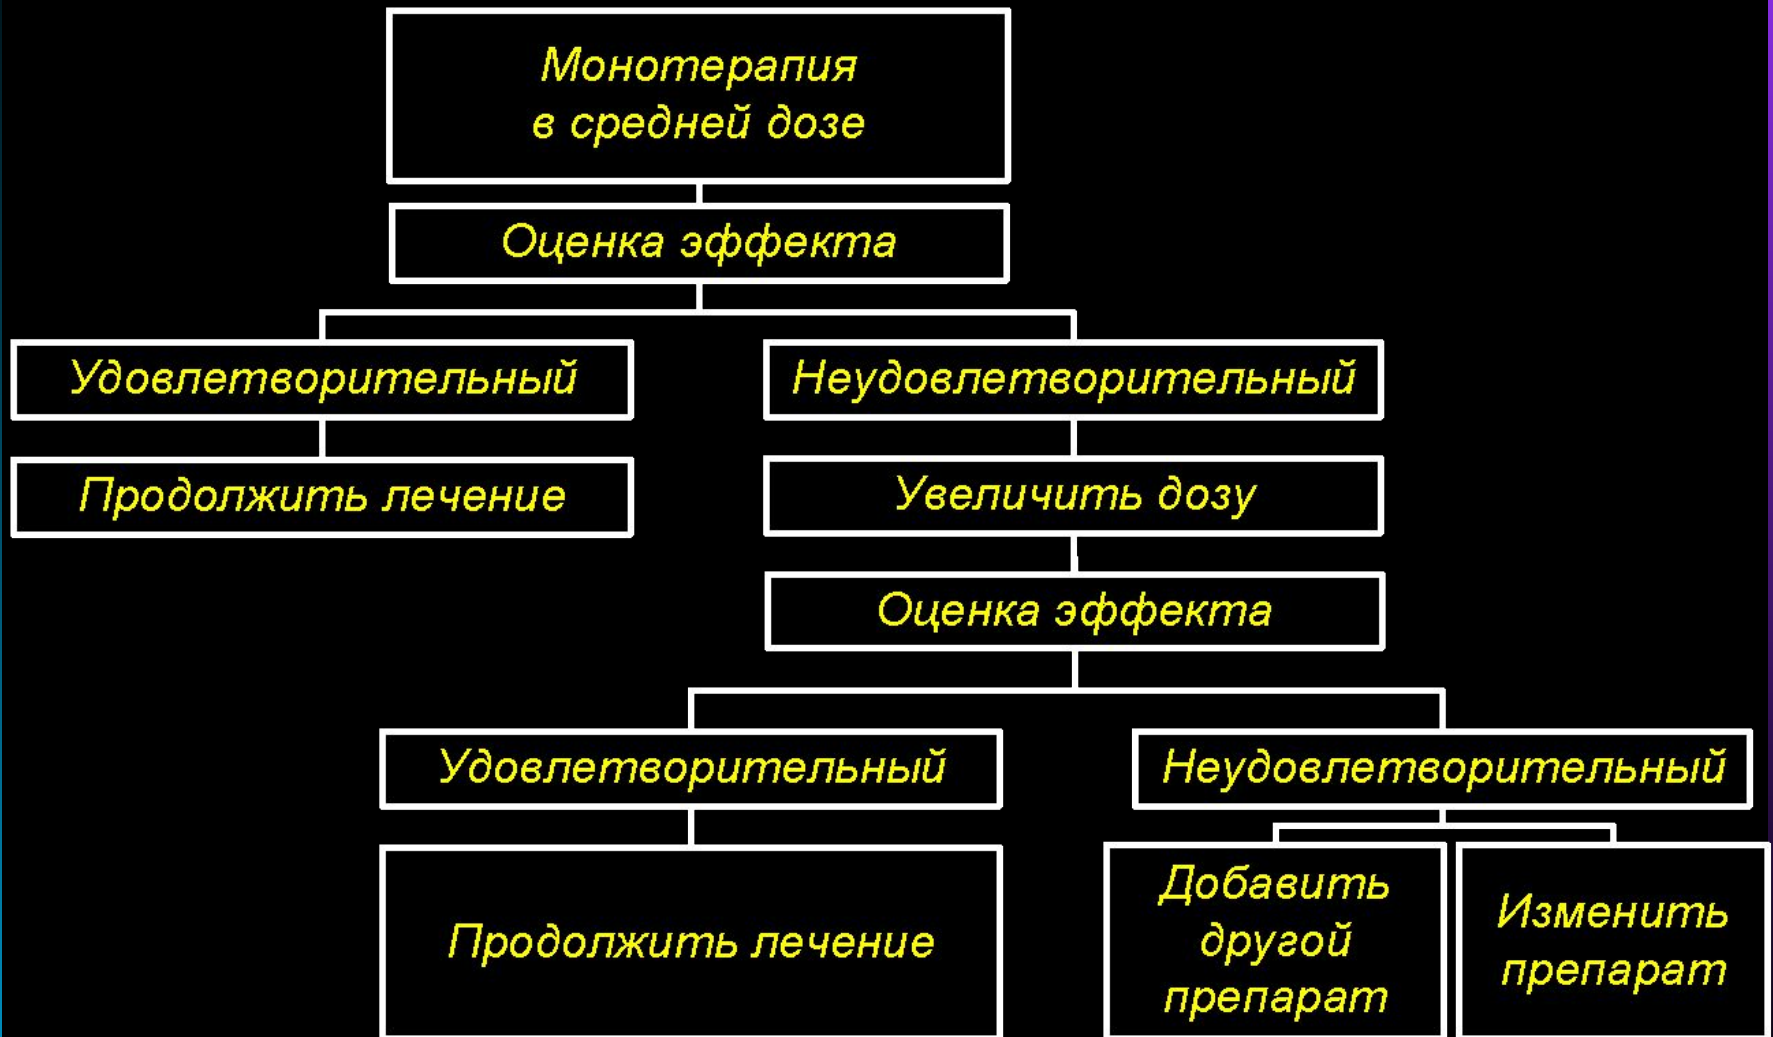 Монотерапия
в средней дозе
Оценка эффекта
Удовлетворительный
Неудовлетворительный
Продолжить лечение
Увеличить дозу
Оценка эффекта
Удовлетворительный
Неудовлетворительный
Продолжить лечение
Добавить
другой
препарат
Изменить
препарат